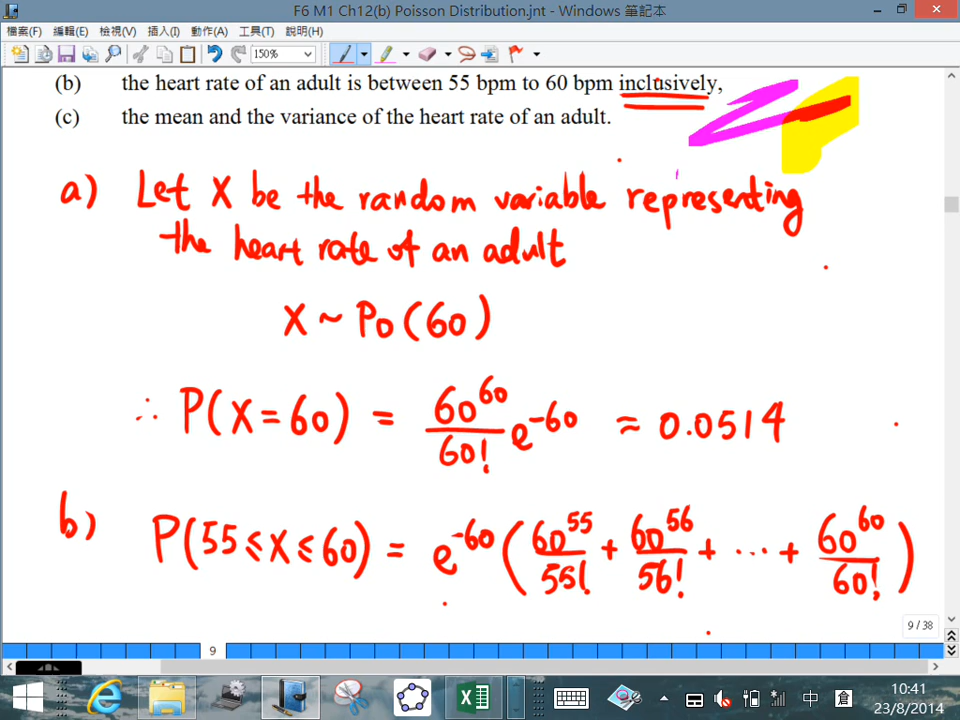 F6 M1 Ch12(b) Poisson Distribution.jnt - Windows 筆記本
檔案(F) 編輯(E) 檢視(V) 插入(I) 動作(A) 工具(T) 說明(H)
150%
(b) the heart rate of an adult is between 55 bpm to 60 bpm inclusively,
(c) the mean and the variance of the heart rate of an adult.
a) Let X be the random variable representing
the heart rate of an adult
X ~ Po(60)
∴ P(X=60) = 60^60/60! e^-60 ≈ 0.0514
b) P(55≤X≤60) = e^-60 (60^55/55! + 60^56/56! + ... + 60^60/60!)
9 / 38
9
中 倉 10:41
23/8/2014